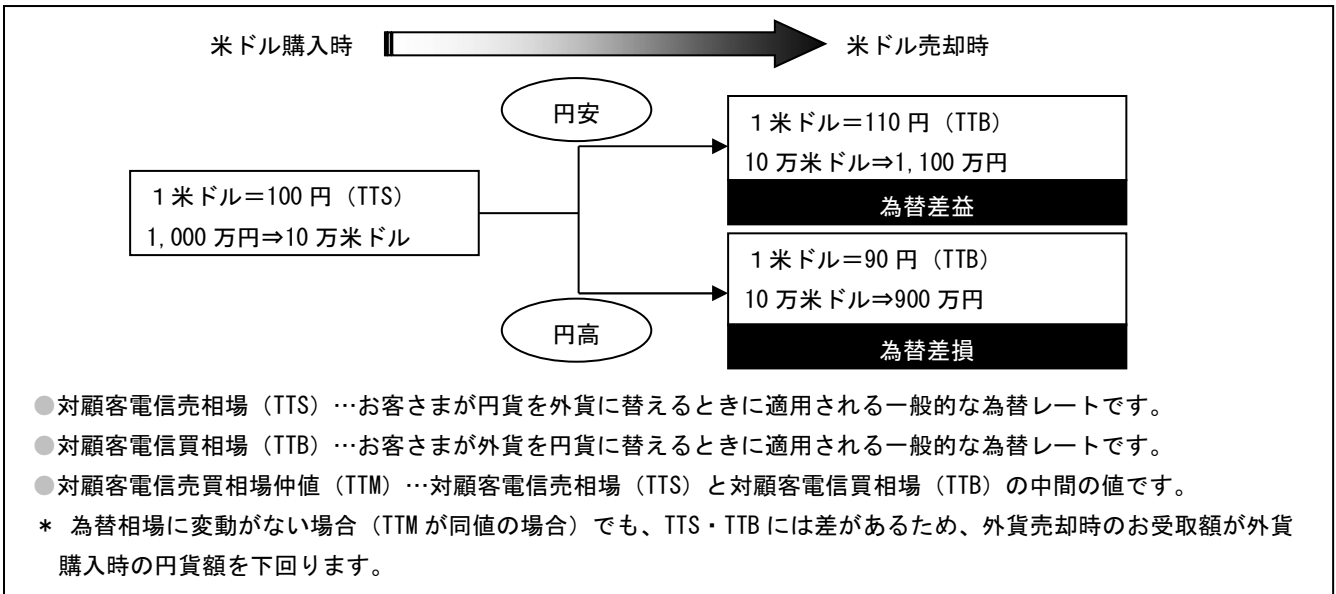 米ドル購入時
米ドル売却時
円安
1米ドル=110円（TTB）
10万米ドル⇒1,100万円
為替差益
1米ドル=100円（TTS）
1,000万円⇒10万米ドル
1米ドル=90円（TTB）
10万米ドル⇒900万円
円高
為替差損
●対顧客電信売相場（TTS）…お客さまが円貨を外貨に替えるときに適用される一般的な為替レートです。
●対顧客電信買相場（TTB）…お客さまが外貨を円貨に替えるときに適用される一般的な為替レートです。
●対顧客電信売買相場仲値（TTM）…対顧客電信売相場（TTS）と対顧客電信買相場（TTB）の中間の値です。
* 為替相場に変動がない場合（TTMが同値の場合）でも、TTS・TTBには差があるため、外貨売却時のお受取額が外貨
購入時の円貨額を下回ります。